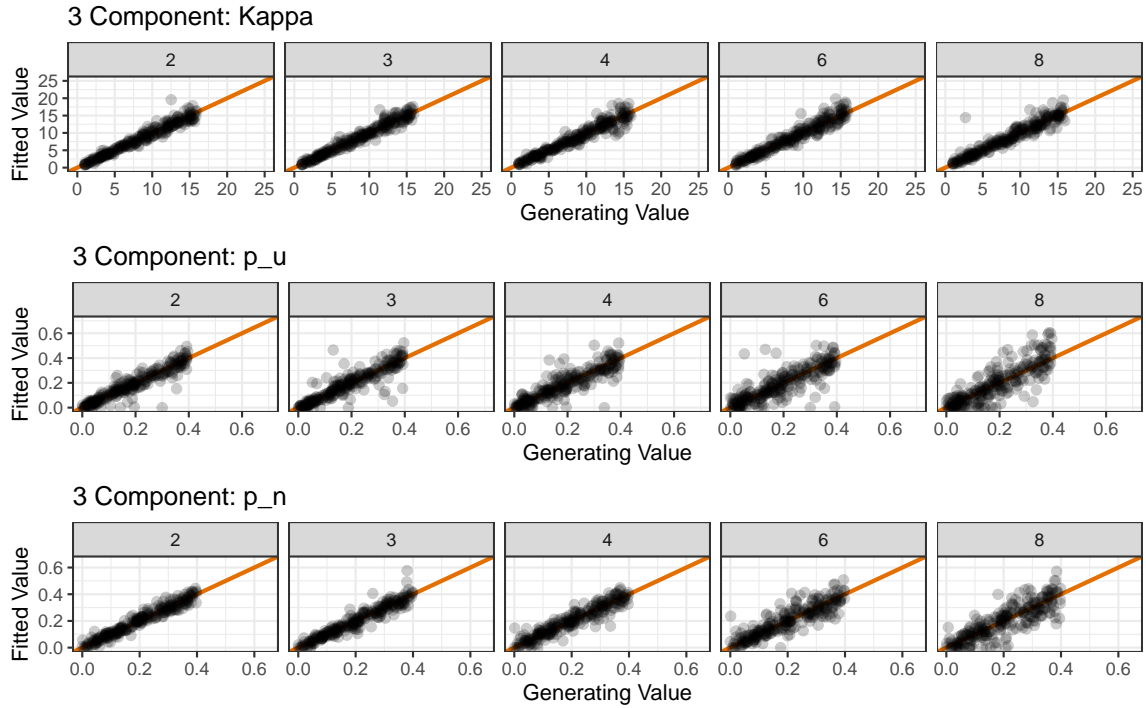 3 Component: Kappa
2 3 4 6 8
Fitted Value
25
20
15
10
5
0
0 5 10 15 20 25 0 5 10 15 20 25 0 5 10 15 20 25 0 5 10 15 20 25 0 5 10 15 20 25
Generating Value
3 Component: p_u
2 3 4 6 8
Fitted Value
0.6
0.4
0.2
0.0
0.0 0.2 0.4 0.6 0.0 0.2 0.4 0.6 0.0 0.2 0.4 0.6 0.0 0.2 0.4 0.6 0.0 0.2 0.4 0.6
Generating Value
3 Component: p_n
2 3 4 6 8
Fitted Value
0.6
0.4
0.2
0.0
0.0 0.2 0.4 0.6 0.0 0.2 0.4 0.6 0.0 0.2 0.4 0.6 0.0 0.2 0.4 0.6 0.0 0.2 0.4 0.6
Generating Value